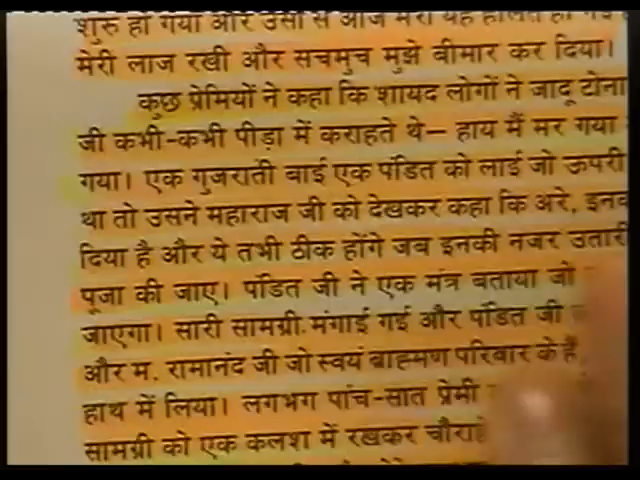 शुरु हो गया और उसी से आज मेरी यह हालत हो गई
मेरी लाज रखी और सचमुच मुझे बीमार कर दिया।
कुछ प्रेमियों ने कहा कि शायद लोगों ने जादू टोना
जी कभी-कभी पीड़ा में कराहते थे— हाय मैं मर गया
गया। एक गुजराती बाई एक पंडित को लाई जो ऊपरी
था तो उसने महाराज जी को देखकर कहा कि अरे, इनव
दिया है और ये तभी ठीक होंगे जब इनकी नजर उतारी
पूजा की जाए। पंडित जी ने एक मंत्र बताया जो
जाएगा। सारी सामग्री मंगाई गई और पंडित जी
और म. रामानंद जी जो स्वयं ब्राह्मण परिवार के हैं,
हाथ में लिया। लगभग पांच-सात प्रेमी
सामग्री को एक कलश में रखकर चौराहे